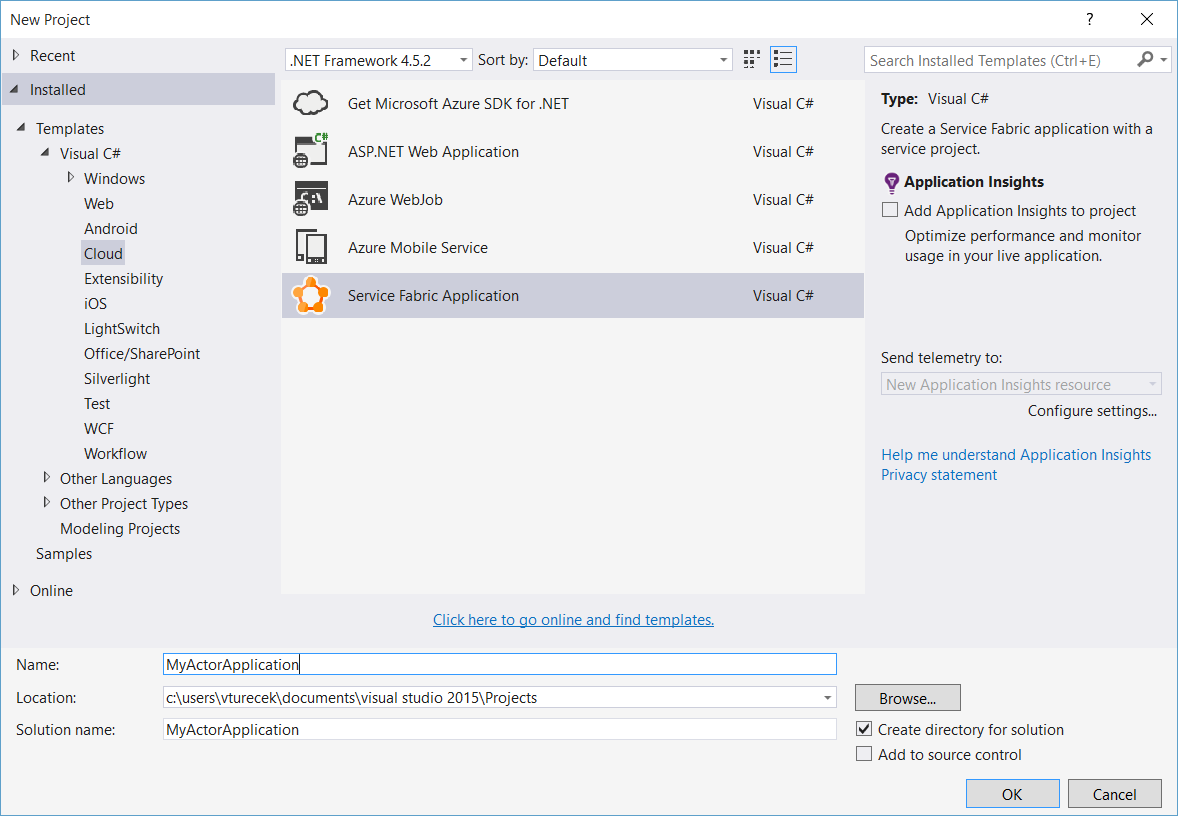 New Project
?
Recent
Installed
Templates
Visual C#
Windows
Web
Android
Cloud
Extensibility
iOS
LightSwitch
Office/SharePoint
Silverlight
Test
WCF
Workflow
Other Languages
Other Project Types
Modeling Projects
Samples
Online
.NET Framework 4.5.2
Sort by:
Default
Search Installed Templates (Ctrl+E)
Get Microsoft Azure SDK for .NET
Visual C#
C#
ASP.NET Web Application
Visual C#
Azure WebJob
Visual C#
Azure Mobile Service
Visual C#
Service Fabric Application
Visual C#
Click here to go online and find templates.
Type: Visual C#
Create a Service Fabric application with a
service project.
Application Insights
Add Application Insights to project
Optimize performance and monitor
usage in your live application.
Send telemetry to:
New Application Insights resource
Configure settings...
Help me understand Application Insights
Privacy statement
Name:
MyActorApplication
Location:
c:\users\vturecek\documents\visual studio 2015\Projects
Browse...
Solution name:
MyActorApplication
Create directory for solution
Add to source control
OK
Cancel